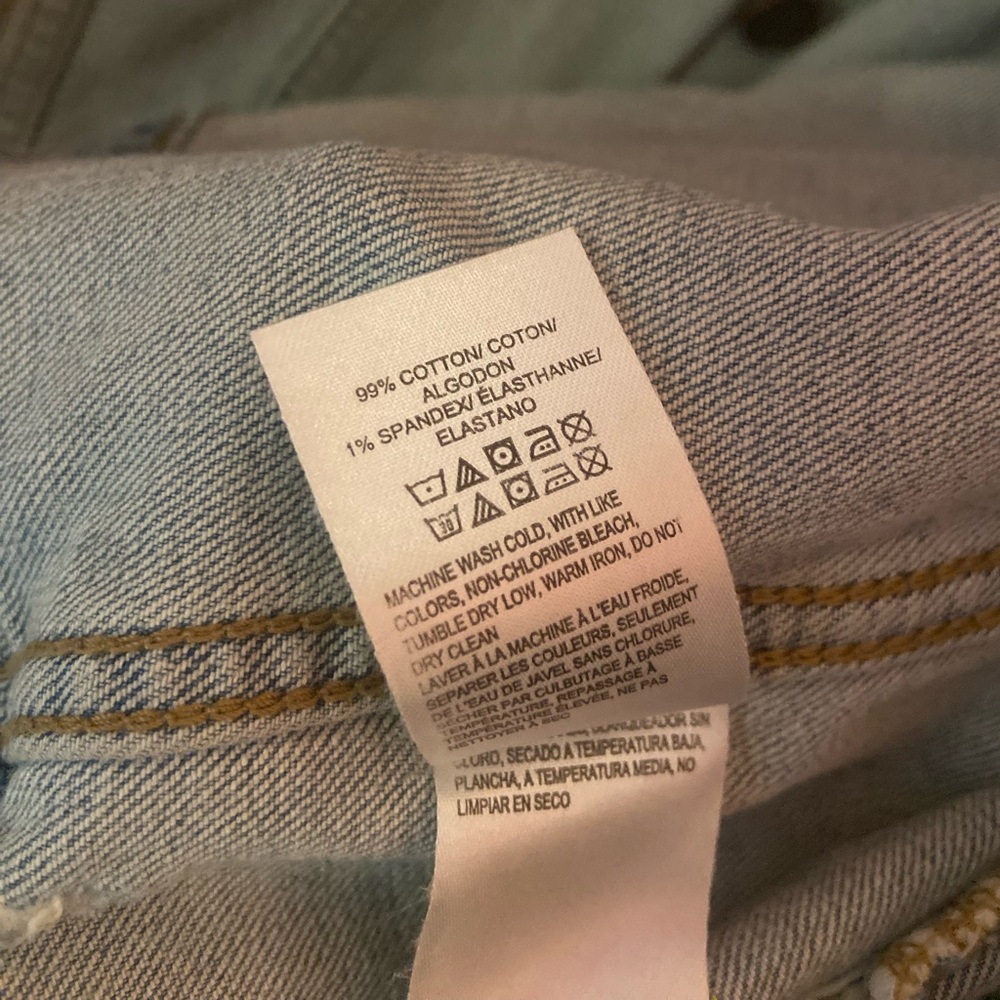 99% COTTON/ COTON/
ALGODON
1% SPANDEX/ ÉLASTHANNE/
ELASTANO
30
MACHINE WASH COLD, WITH LIKE
COLORS, NON-CHLORINE BLEACH,
TUMBLE DRY LOW, WARM IRON, DO NOT
DRY CLEAN
LAVER À LA MACHINE À L'EAU FROIDE,
SEPARER LES COULEURS, SEULEMENT
DE L'EAU DE JAVEL SANS CHLORURE,
SÉCHER PAR CULBUTAGE À BASSE
TEMPÉRATURE, REPASSAGE À
TEMPÉRATURE ÉLEVÉE, NE PAS
NETTOYER À SEC
SIN
SECADO A TEMPERATURA BAJA,
PLANCHA, A TEMPERATURA MEDIA, NO
LIMPIAR EN SECO